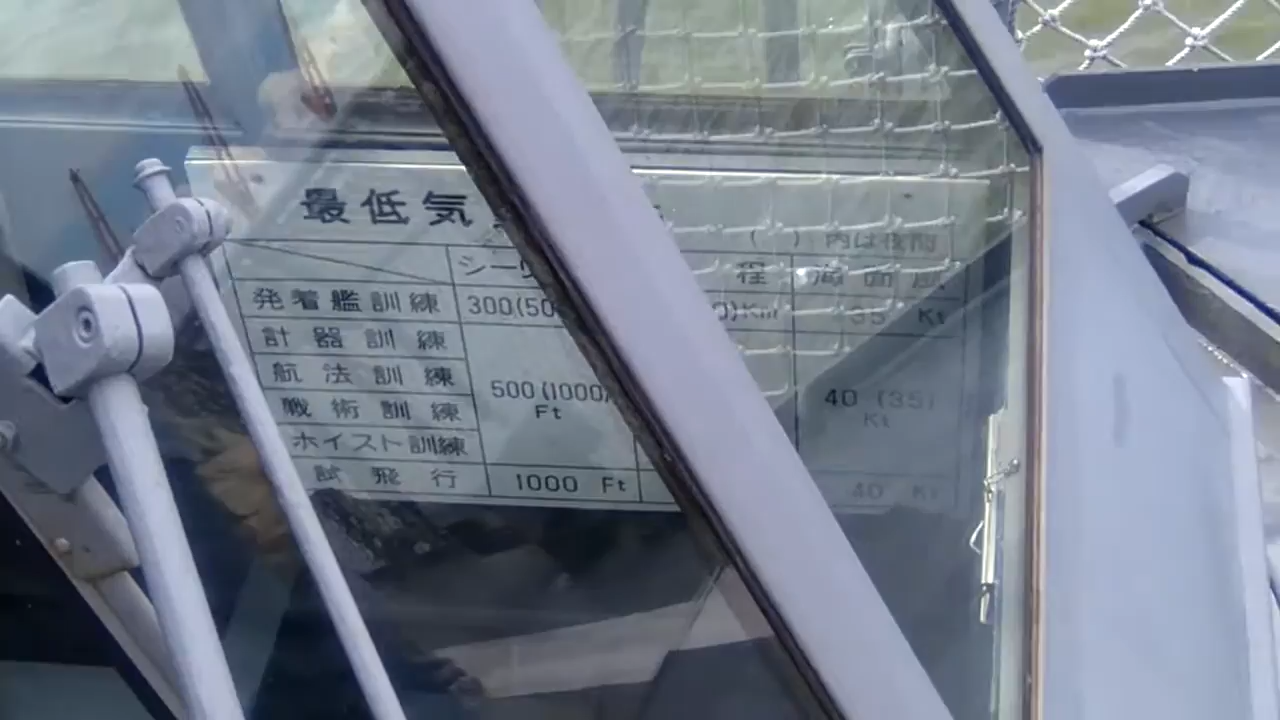 最低気
( ) 内は夜間
シーリ 程 海面風
発着艦訓練 300(50 0)Km 35 Kt
計器訓練
航法訓練 500(1000) 40 (35)
Ft Kt
戦術訓練
ホイスト訓練
試飛行 1000 Ft 40 Kt